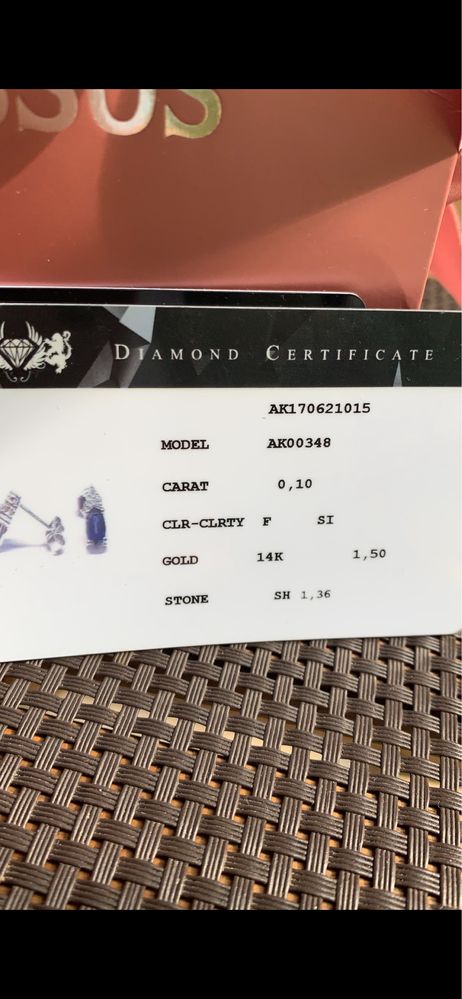 DIAMOND CERTIFICATE
AK170621015
MODEL AK00348
CARAT 0,10
CLR-CLRTY F SI
GOLD 14K 1,50
STONE SH 1,36